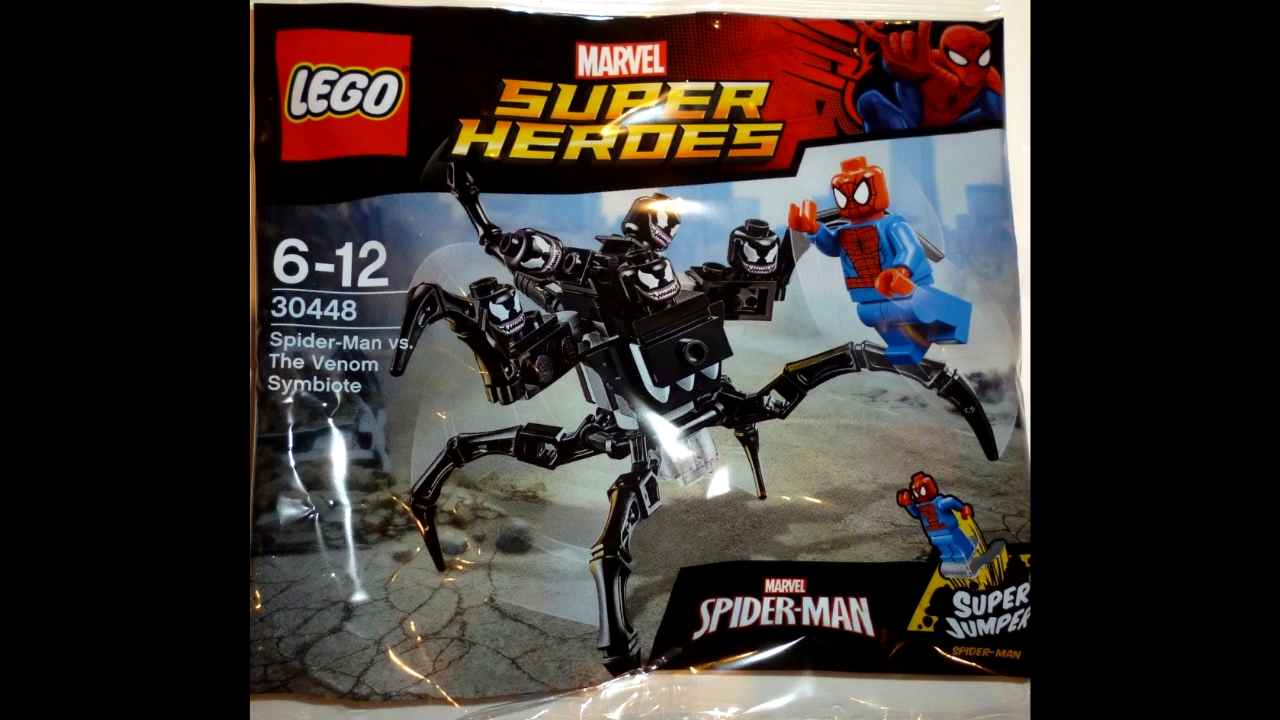 LEGO
MARVEL
SUPER
HEROES
6-12
30448
Spider-Man vs.
The Venom
Symbiote
MARVEL
SPIDER-MAN
SUPER
JUMPER
SPIDER-MAN